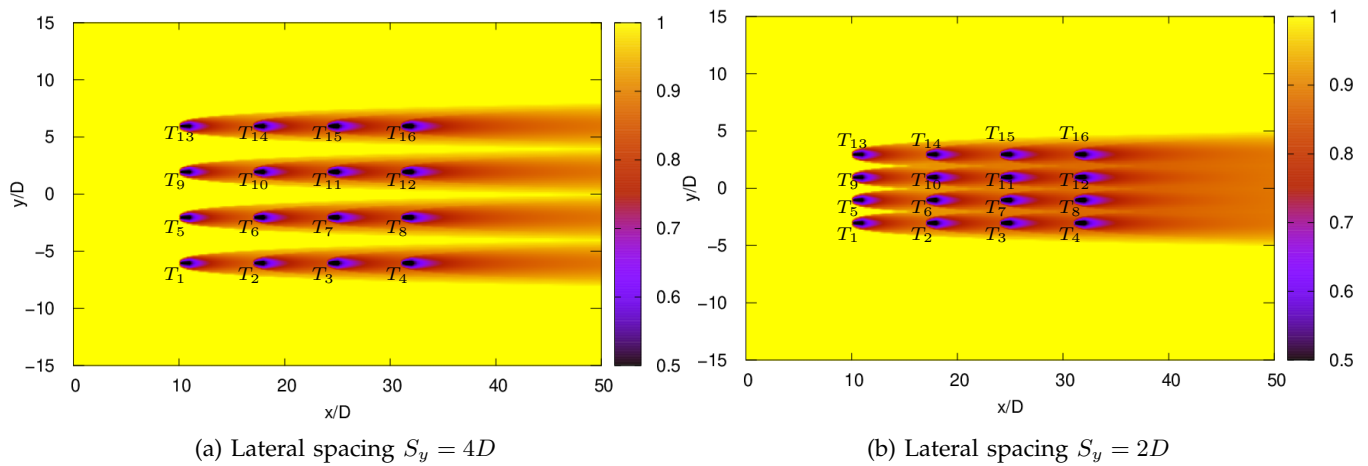 15
10
5
0
−5
−10
−15
y/D
0 10 20 30 40 50
x/D
1
0.9
0.8
0.7
0.6
0.5
T13 T14 T15 T16
T9 T10 T11 T12
T5 T6 T7 T8
T1 T2 T3 T4
(a) Lateral spacing Sy = 4D
15
10
5
0
−5
−10
−15
y/D
0 10 20 30 40 50
x/D
1
0.9
0.8
0.7
0.6
0.5
T13 T14 T15 T16
T9 T10 T11 T12
T5 T6 T7 T8
T1 T2 T3 T4
(b) Lateral spacing Sy = 2D